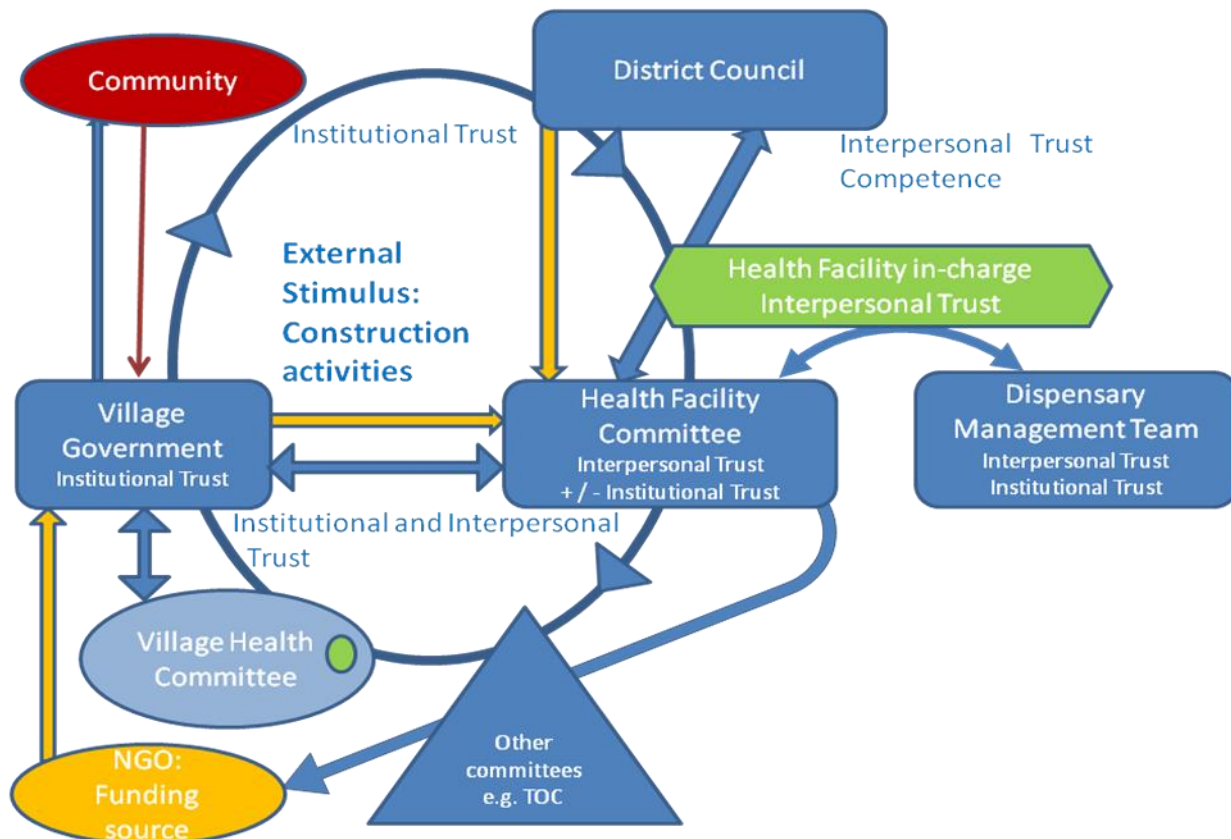 Community
District Council
Institutional Trust
Interpersonal Trust
Competence
External
Stimulus:
Construction
activities
Health Facility in-charge
Interpersonal Trust
Village
Government
Institutional Trust
Health Facility
Committee
Interpersonal Trust
+ / - Institutional Trust
Dispensary
Management Team
Interpersonal Trust
Institutional Trust
Institutional and Interpersonal
Trust
Village Health
Committee
NGO:
Funding
source
Other
committees
e.g. TOC